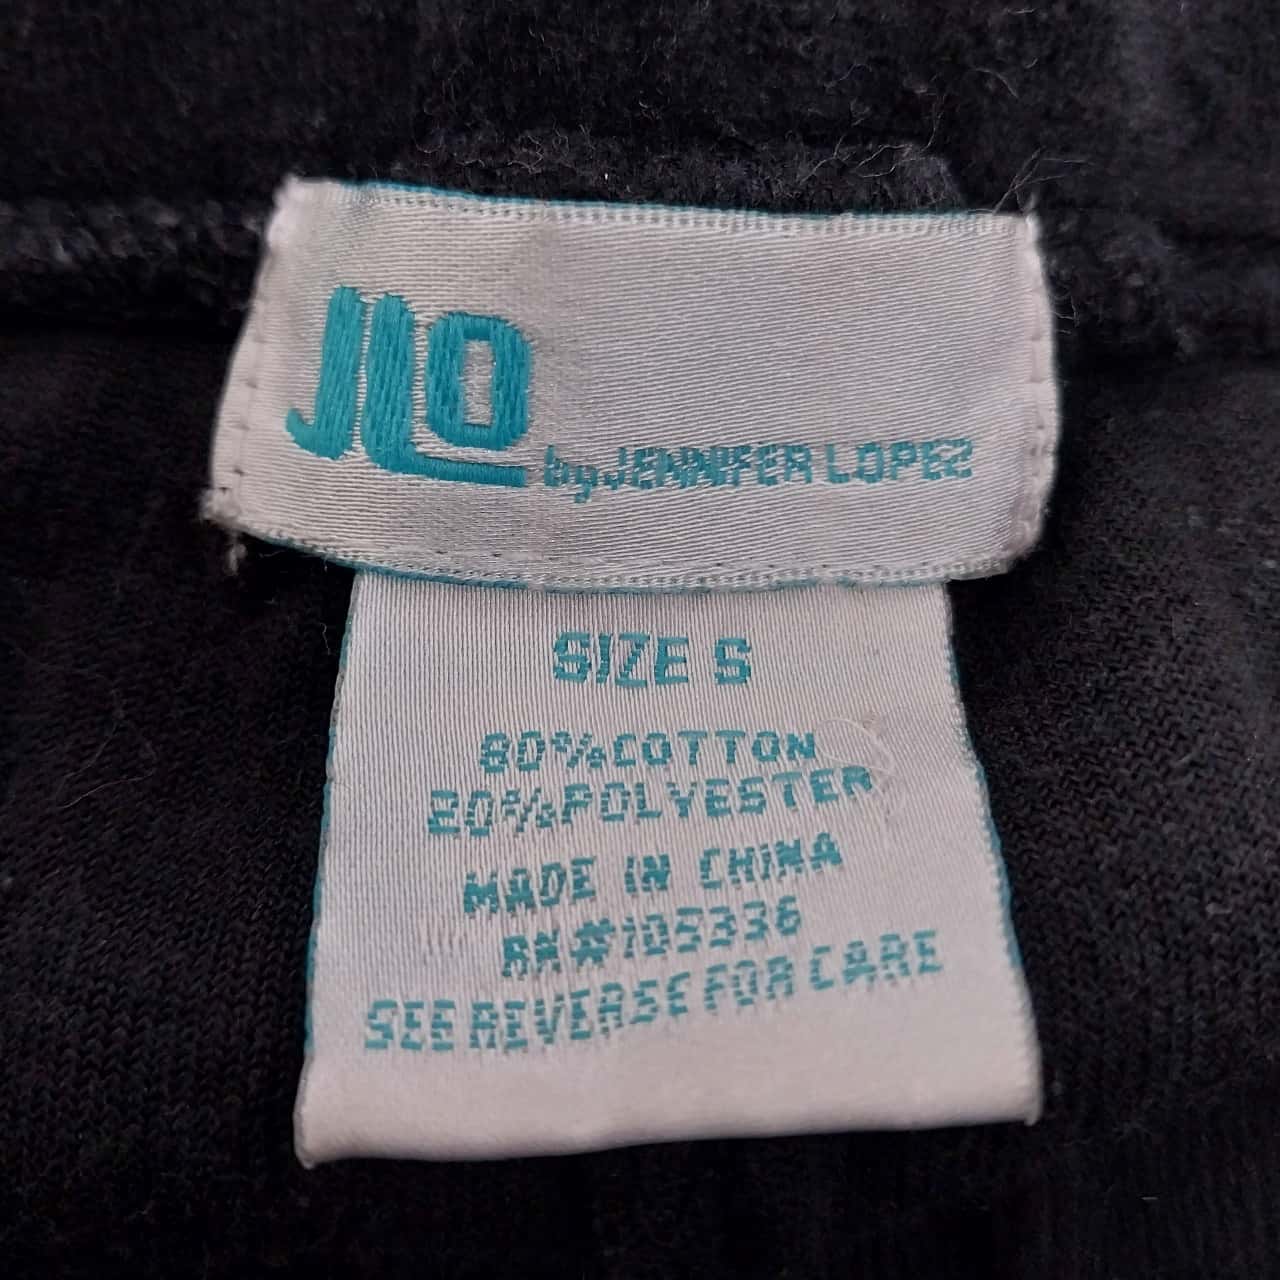 JLO
by JENNIFER LOPEZ
SIZE S
80% COTTON
20% POLYESTER
MADE IN CHINA
RN#105336
SEE REVERSE FOR CARE